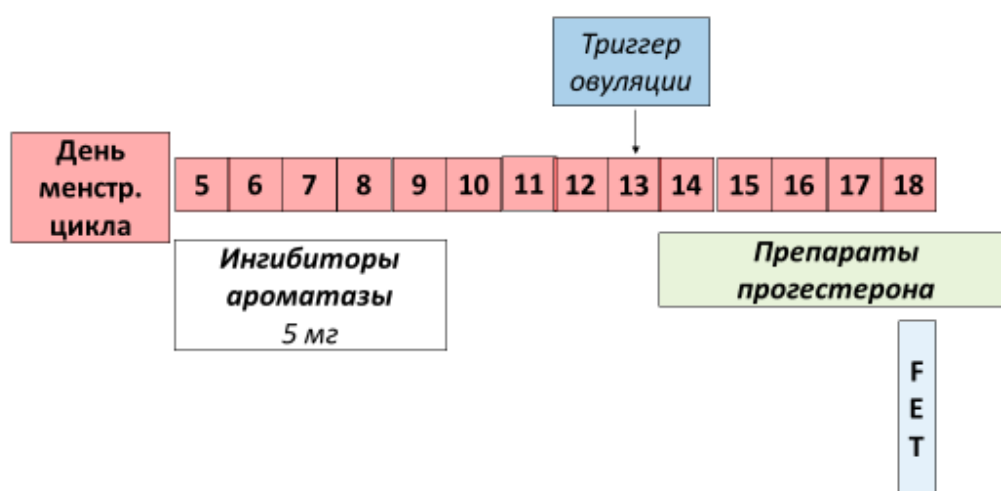 Триггер
овуляции
День
менстр.
цикла
5 6 7 8 9 10 11 12 13 14 15 16 17 18
Ингибиторы
ароматазы
5 мг
Препараты
прогестерона
F
E
T